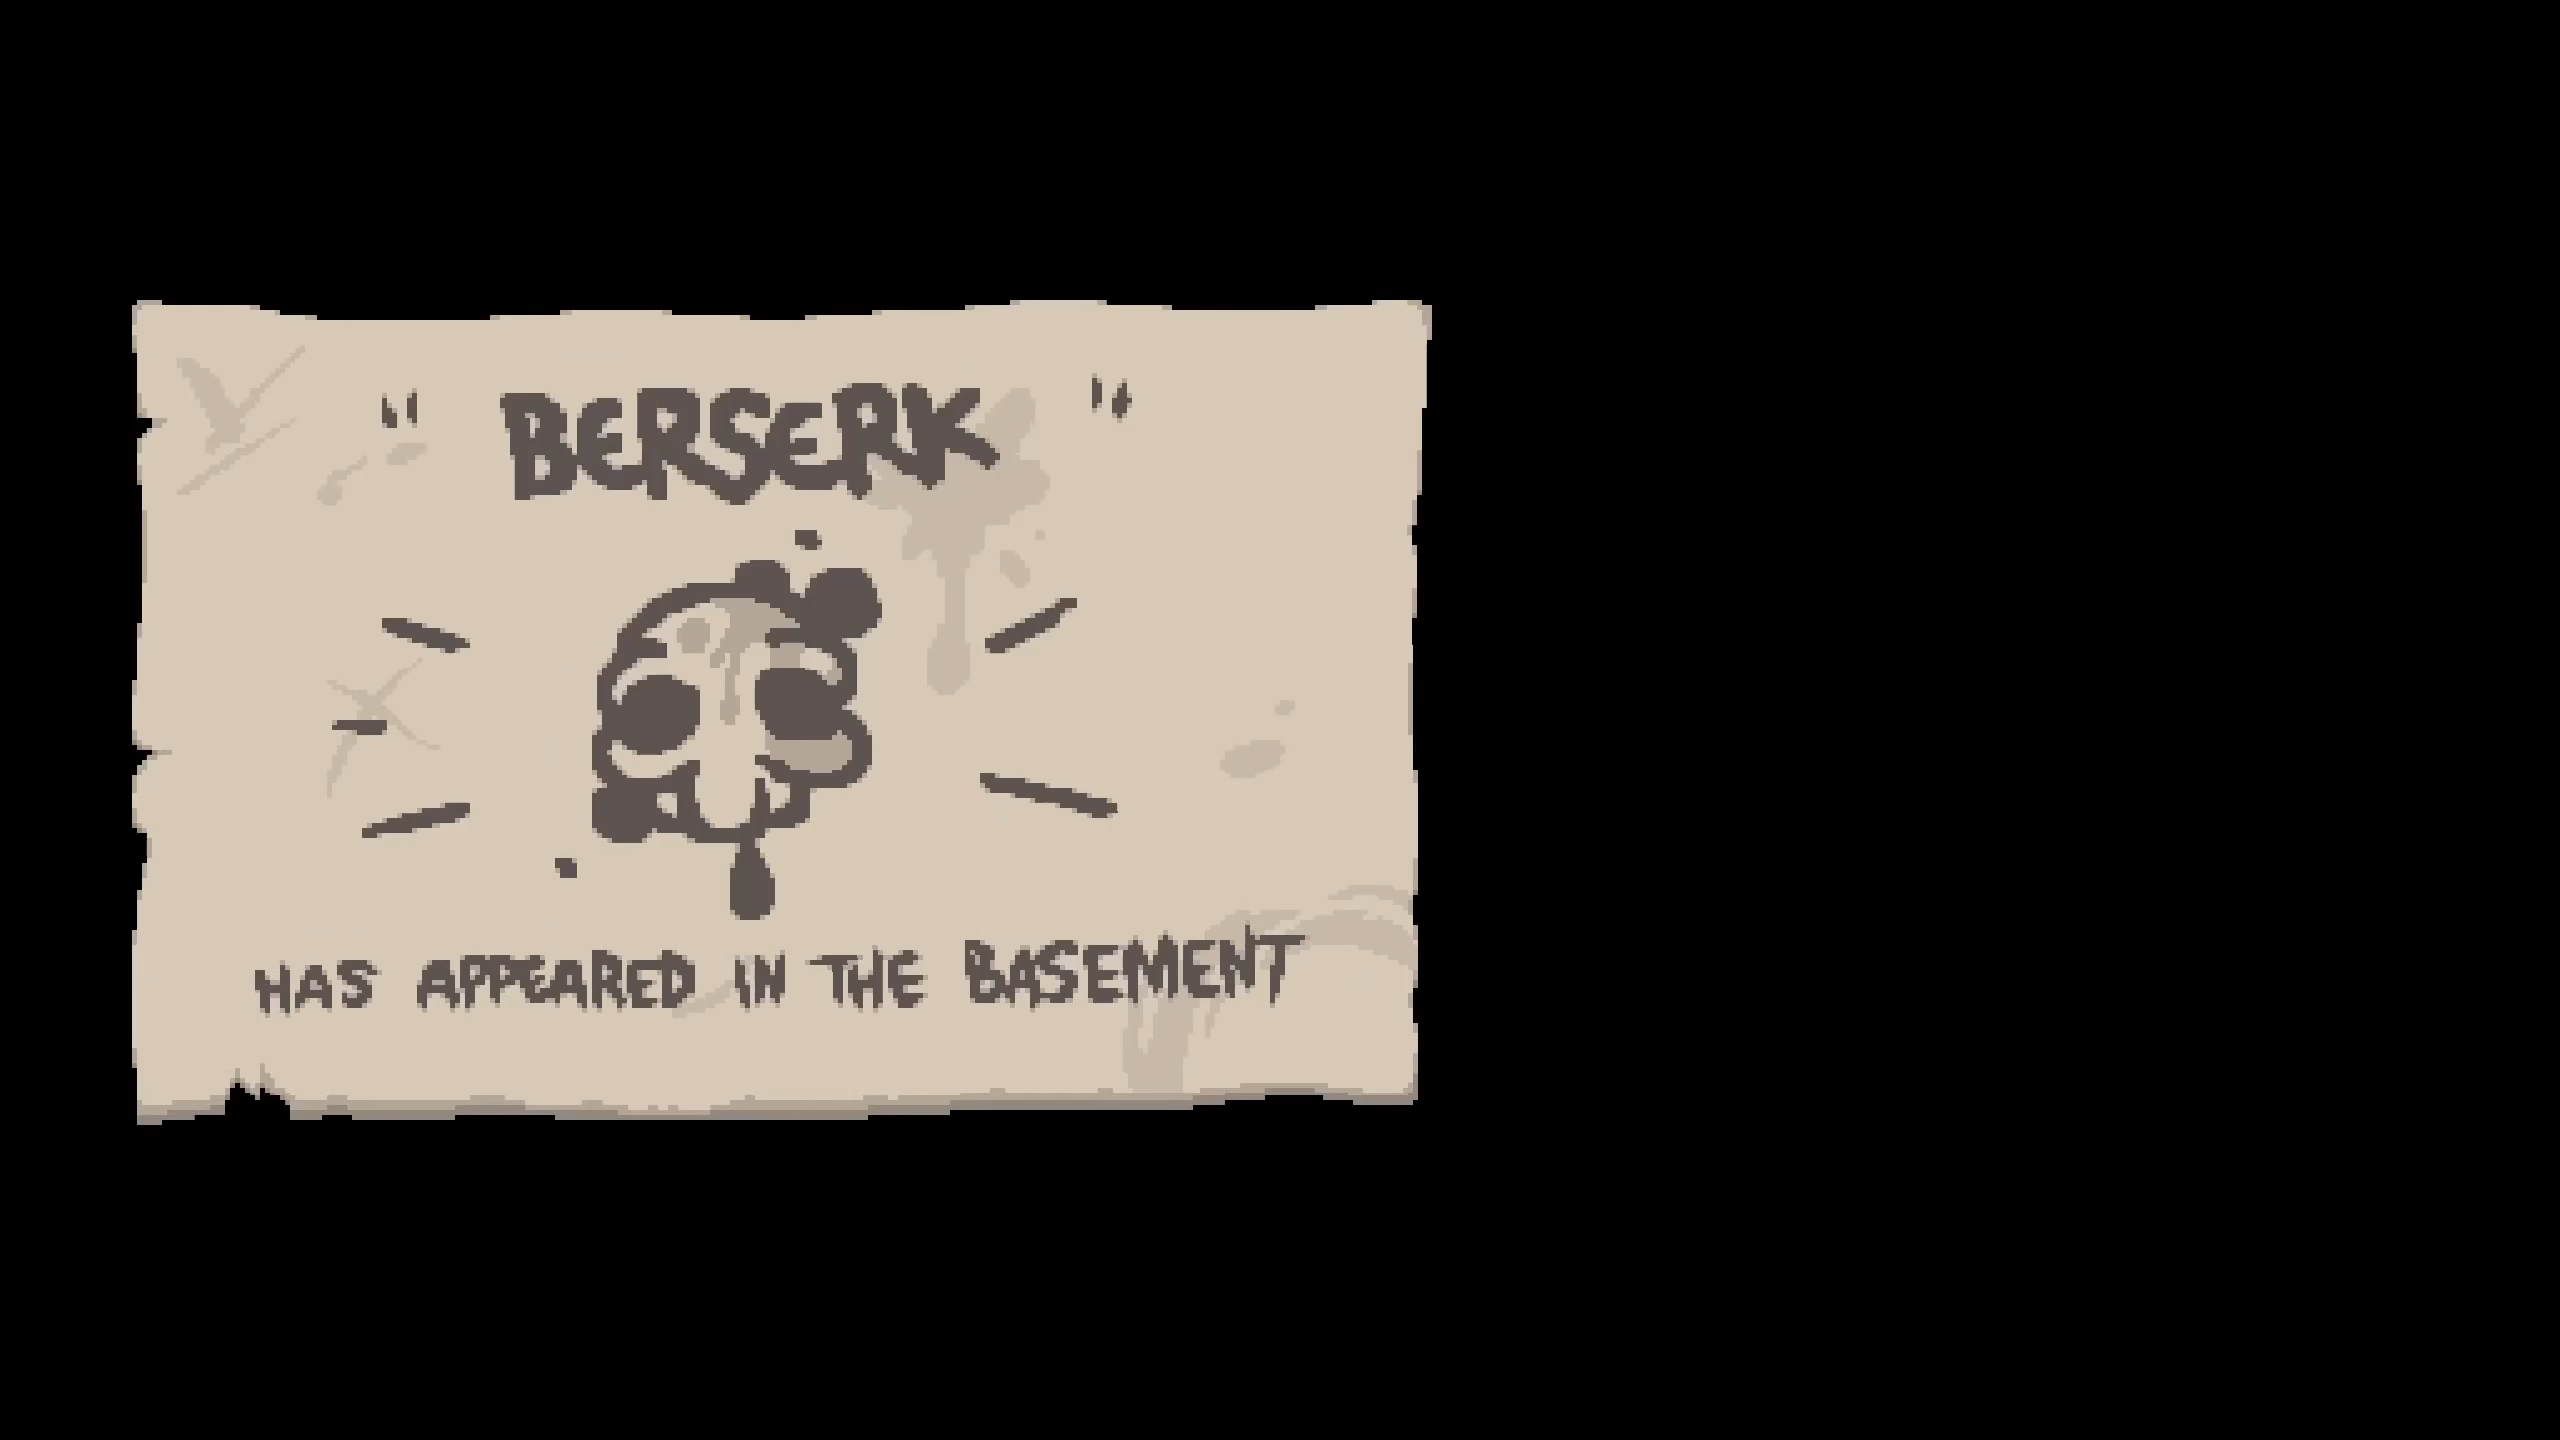 " BERSERK "
HAS APPEARED IN THE BASEMENT